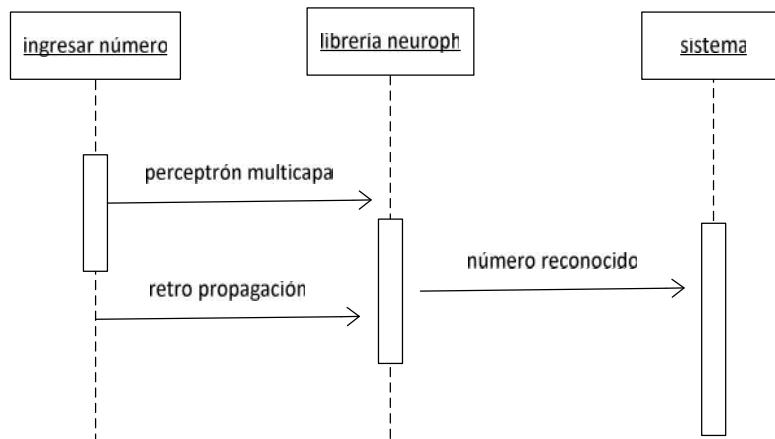 ingresar número
librería neuroph
sistema
perceptrón multicapa
número reconocido
retro propagación